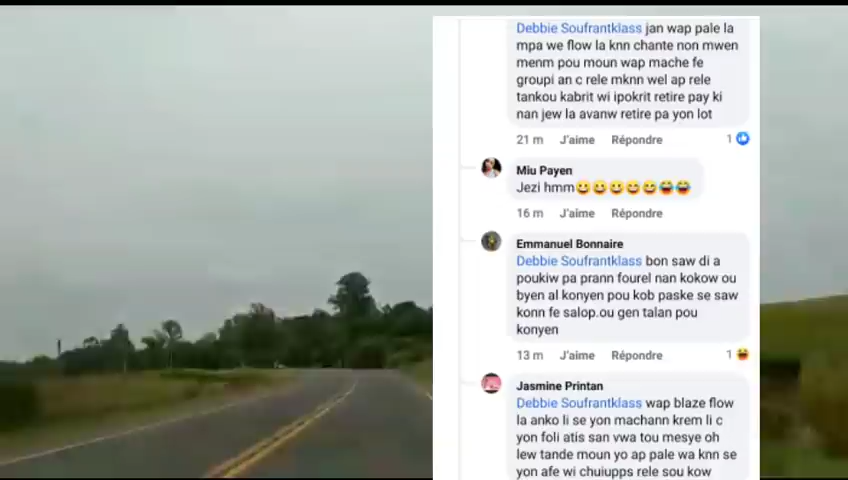 Debbie Soufrantklass jan wap pale la
mpa we flow la knn chante non mwen
menm pou moun wap mache fe
groupi an c rele mknn wel ap rele
tankou kabrit wi ipokrit retire pay ki
nan jew la avanw retire pa yon lot
21 m J'aime Répondre 1
Miu Payen
Jezi hmm😀😀😀😀😀😂😂
16 m J'aime Répondre
Emmanuel Bonnaire
Debbie Soufrantklass bon saw di a
poukiw pa prann fourel nan kokow ou
byen al konyen pou kob paske se saw
konn fe salop.ou gen talan pou
konyen
13 m J'aime Répondre 1
Jasmine Printan
Debbie Soufrantklass wap blaze flow
la anko li se yon machann krem li c
yon foli atis san vwa tou mesye oh
lew tande moun yo ap pale wa knn se
yon afe wi chuiupps rele sou kow